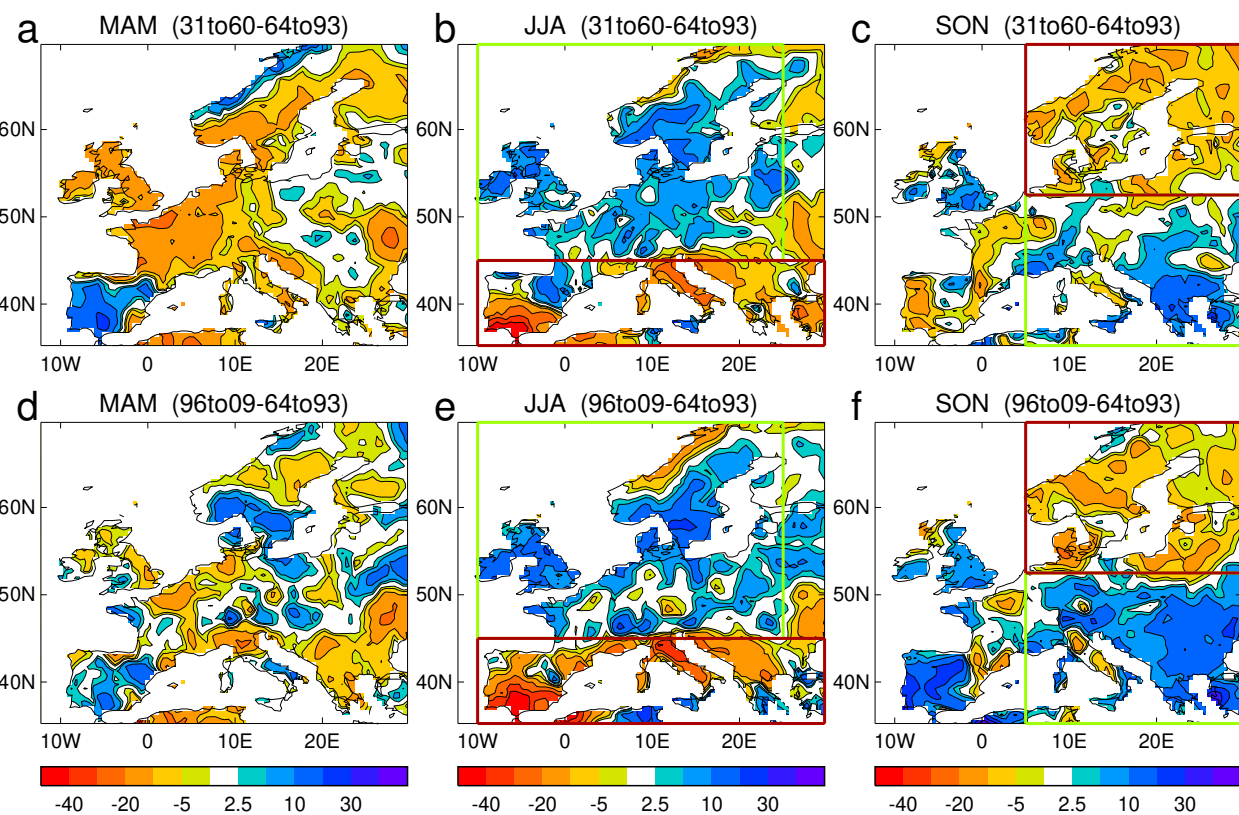 a MAM (31to60-64to93)
b JJA (31to60-64to93)
c SON (31to60-64to93)
60N
50N
40N
10W 0 10E 20E
60N
50N
40N
10W 0 10E 20E
60N
50N
40N
10W 0 10E 20E
d MAM (96to09-64to93)
e JJA (96to09-64to93)
f SON (96to09-64to93)
60N
50N
40N
10W 0 10E 20E
60N
50N
40N
10W 0 10E 20E
60N
50N
40N
10W 0 10E 20E
-40 -20 -5 2.5 10 30
-40 -20 -5 2.5 10 30
-40 -20 -5 2.5 10 30